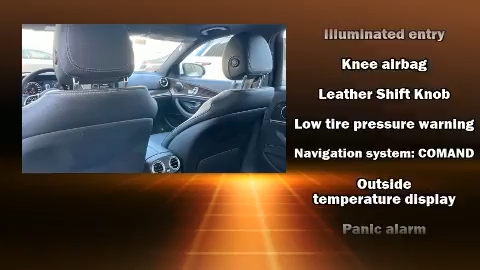 Illuminated entry
Knee airbag
Leather Shift Knob
Low tire pressure warning
Navigation system: COMAND
Outside
temperature display
Panic alarm